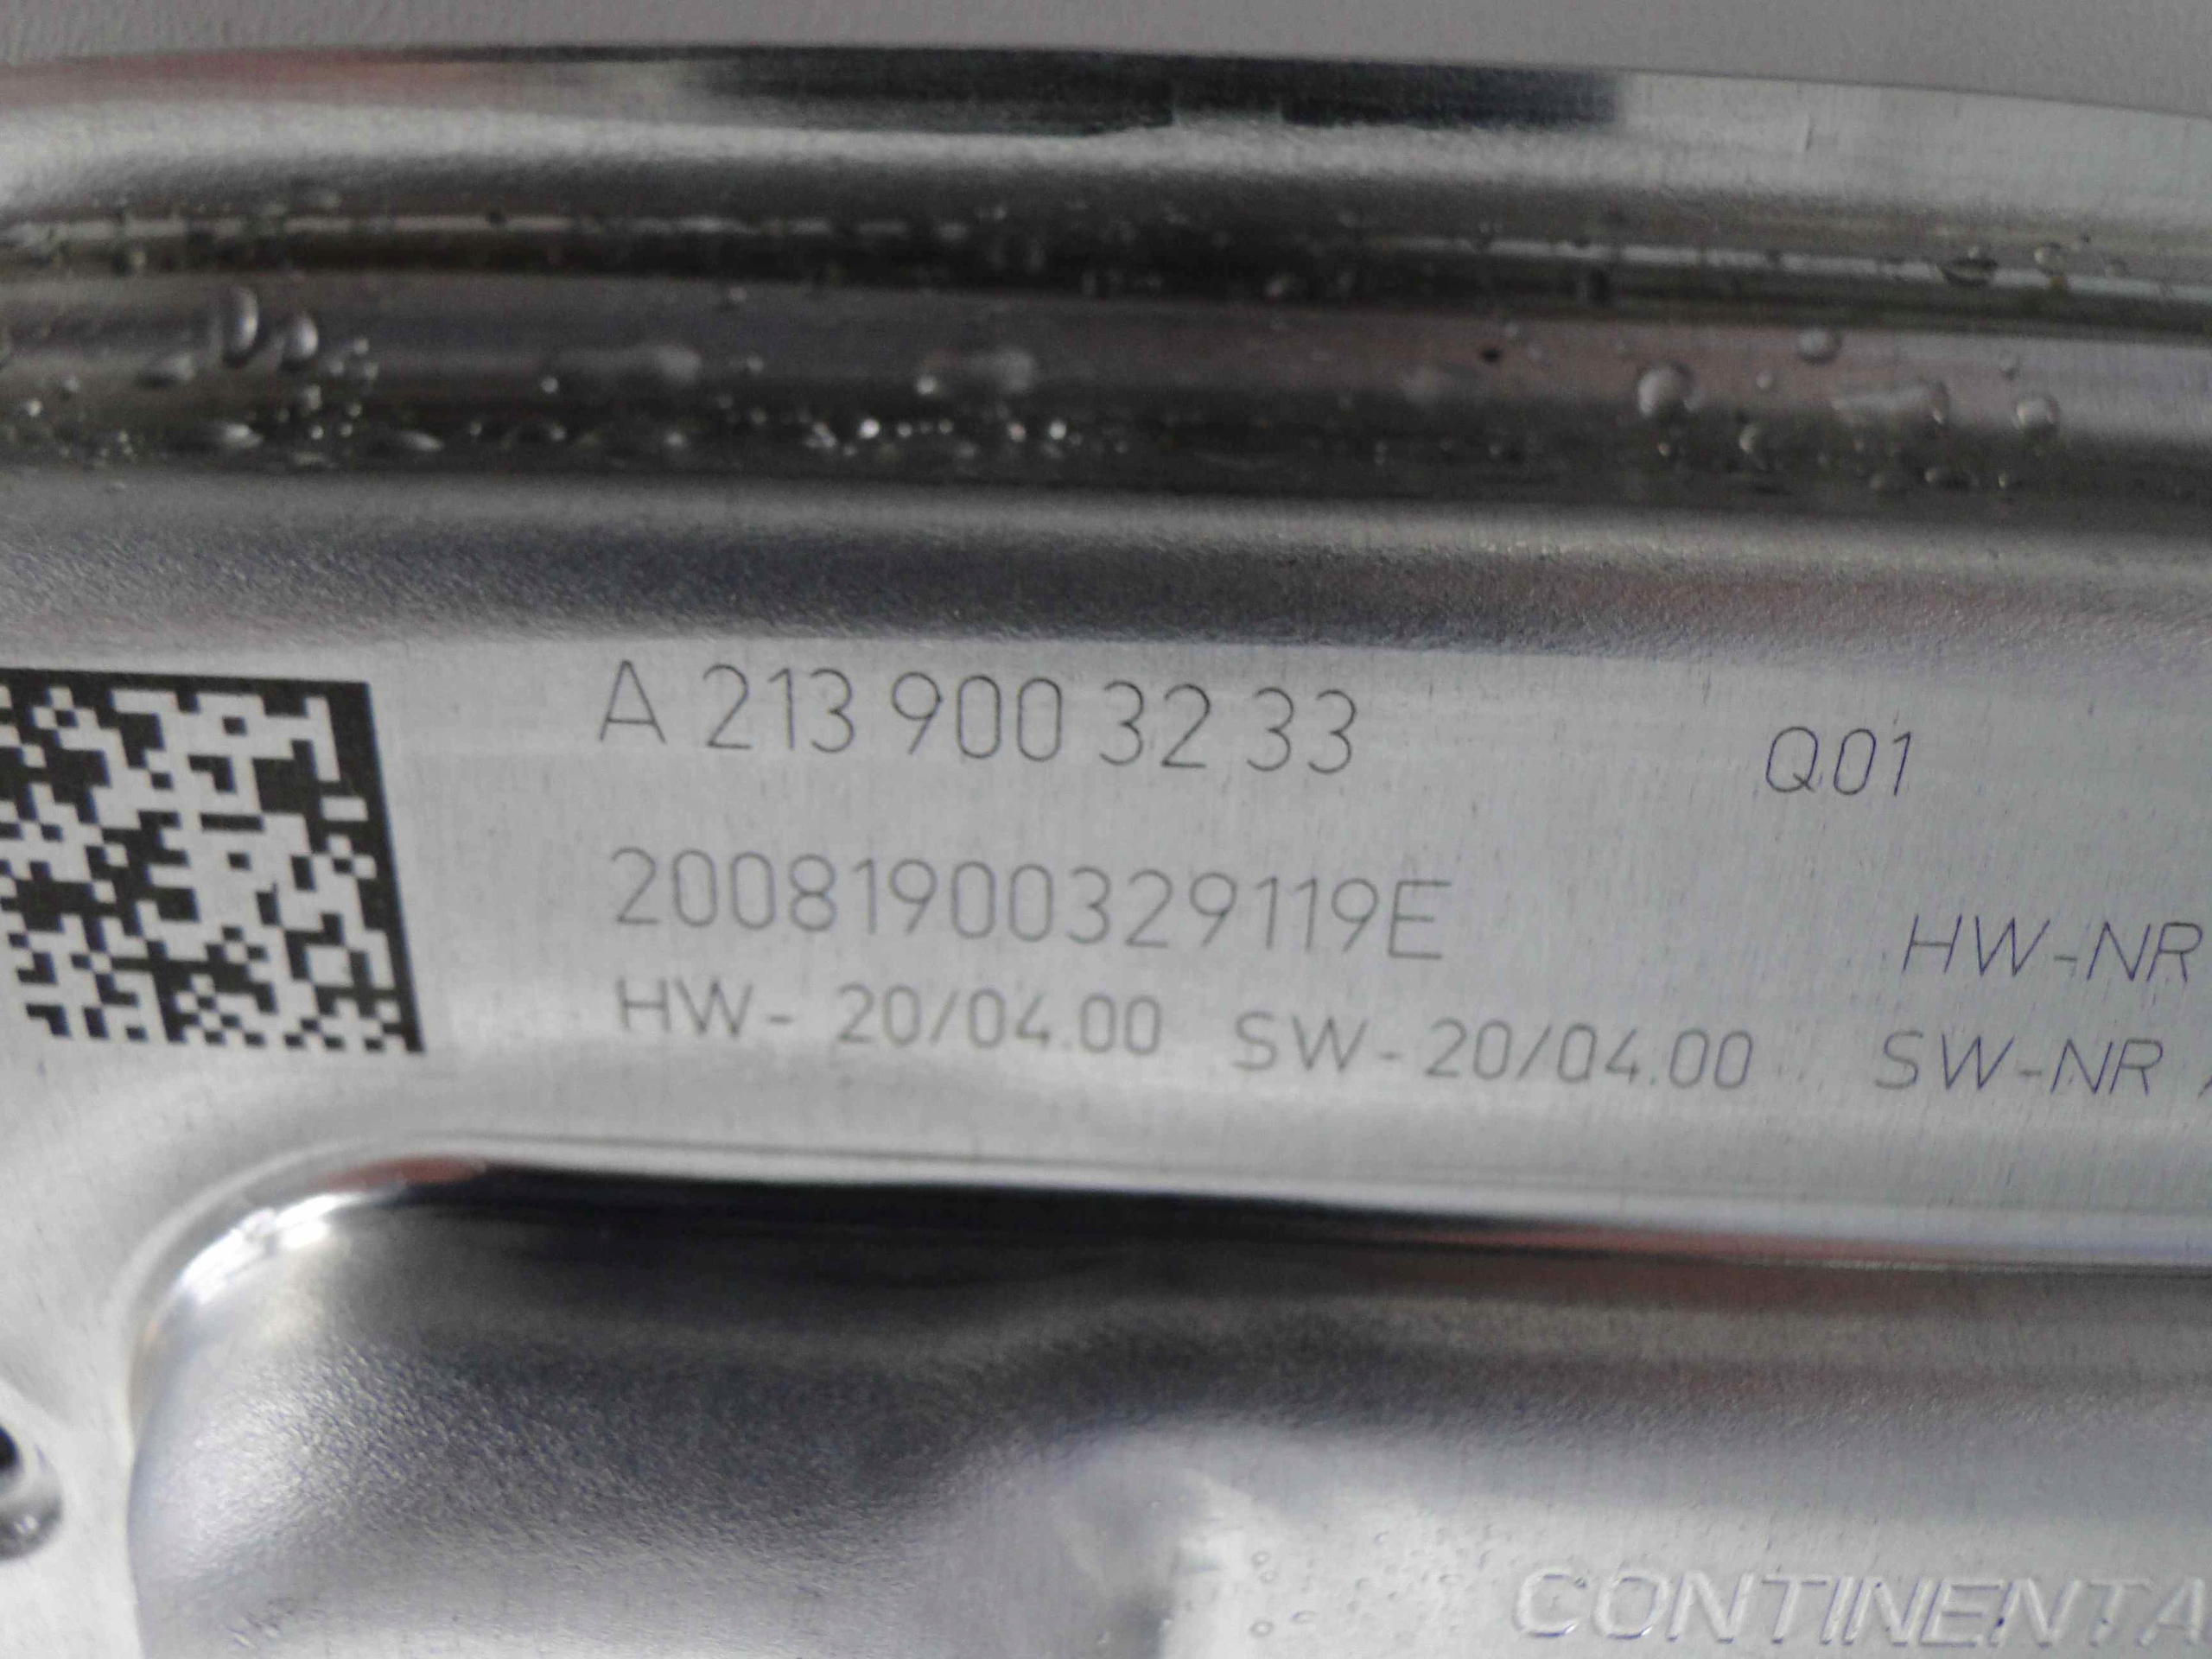 A 213 900 32 33
Q01
20081900329119E
HW-NR
HW- 20/04.00 SW-20/04.00
SW-NR
CONTINENTA